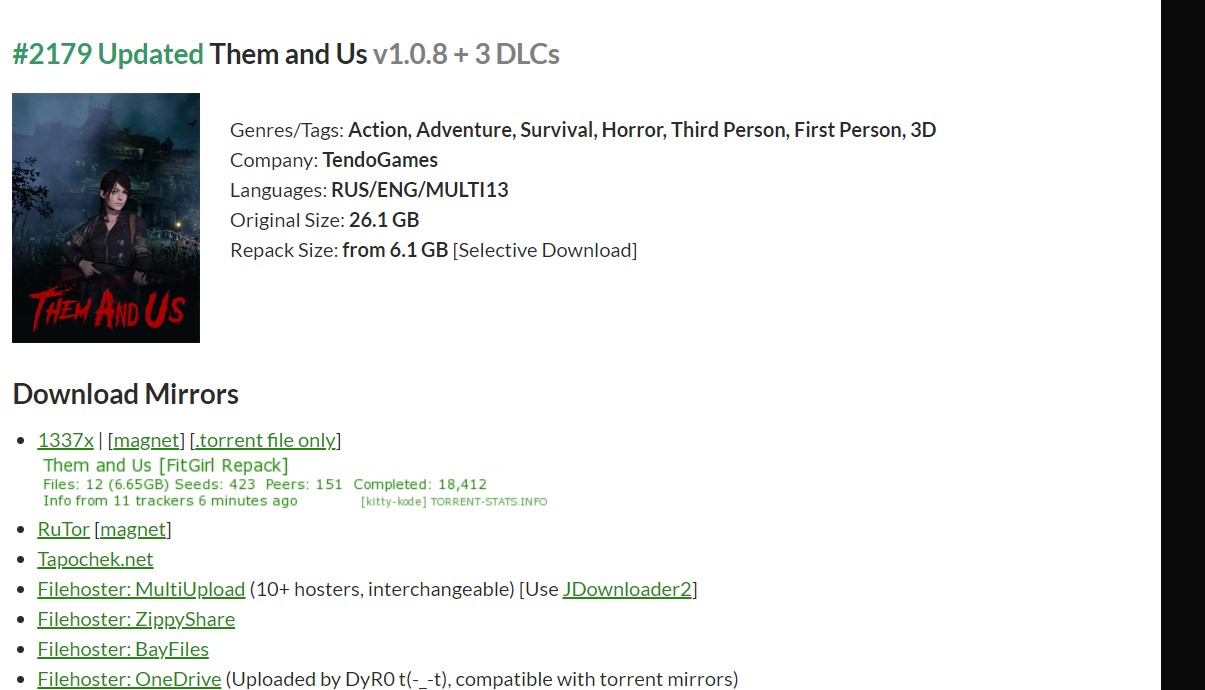 #2179 Updated Them and Us v1.0.8 + 3 DLCs
Genres/Tags: Action, Adventure, Survival, Horror, Third Person, First Person, 3D
Company: TendoGames
Languages: RUS/ENG/MULTI13
Original Size: 26.1 GB
Repack Size: from 6.1 GB [Selective Download]
THEM AND US
Download Mirrors
1337x | [magnet] [.torrent file only]
Them and Us [FitGirl Repack]
Files: 12 (6.65GB) Seeds: 423 Peers: 151 Completed: 18,412
Info from 11 trackers 6 minutes ago [kitty-kode] TORRENT-STATS.INFO
RuTor [magnet]
Tapochek.net
Filehoster: MultiUpload (10+ hosters, interchangeable) [Use JDownloader2]
Filehoster: ZippyShare
Filehoster: BayFiles
Filehoster: OneDrive (Uploaded by DyR0 t(-_-t), compatible with torrent mirrors)